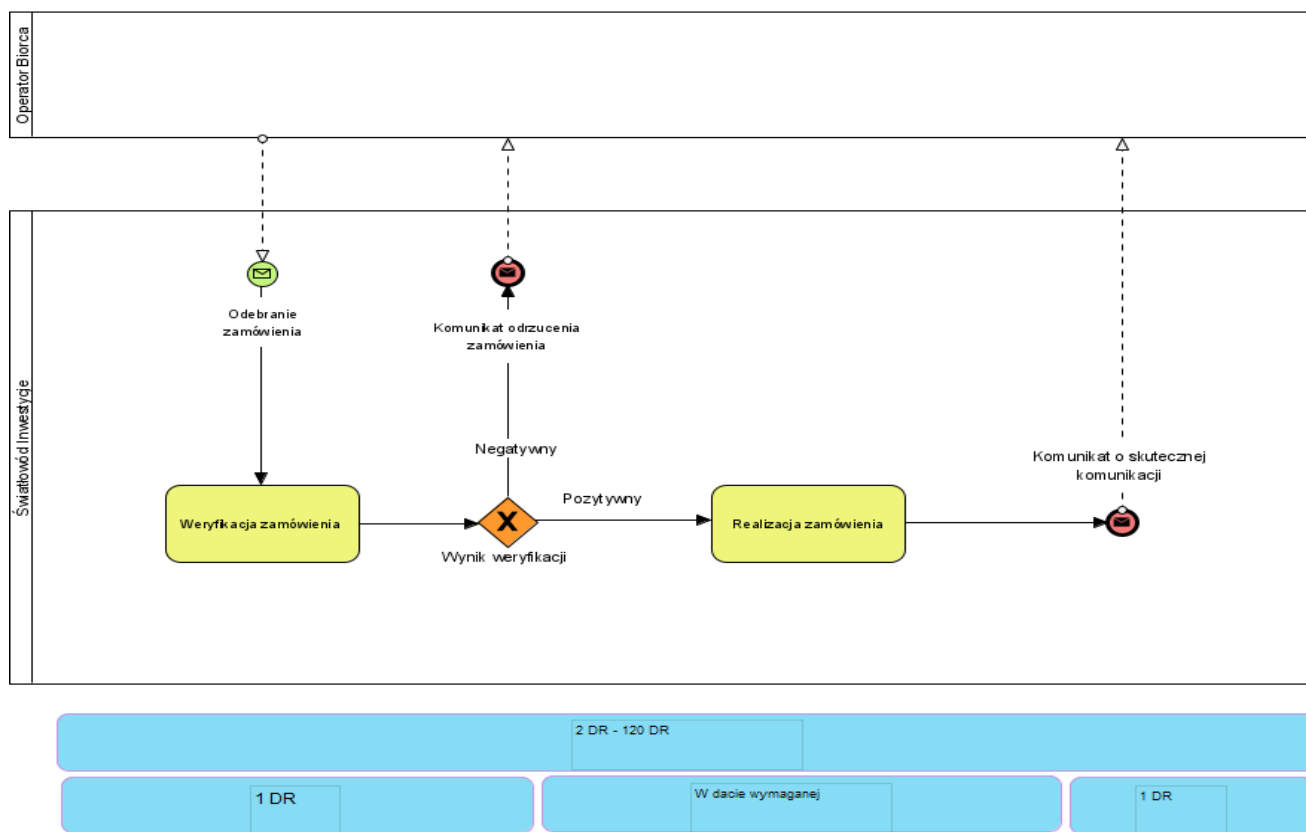 Operator Biorca
Światłowód Inwestycje
Odebranie
zamówienia
Komunikat odrzucenia
zamówienia
Negatywny
Komunikat o skutecznej
komunikacji
Weryfikacja zamówienia
X
Pozytywny
Realizacja zamówienia
Wynik weryfikacji
2 DR - 120 DR
1 DR
W dacie wymaganej
1 DR